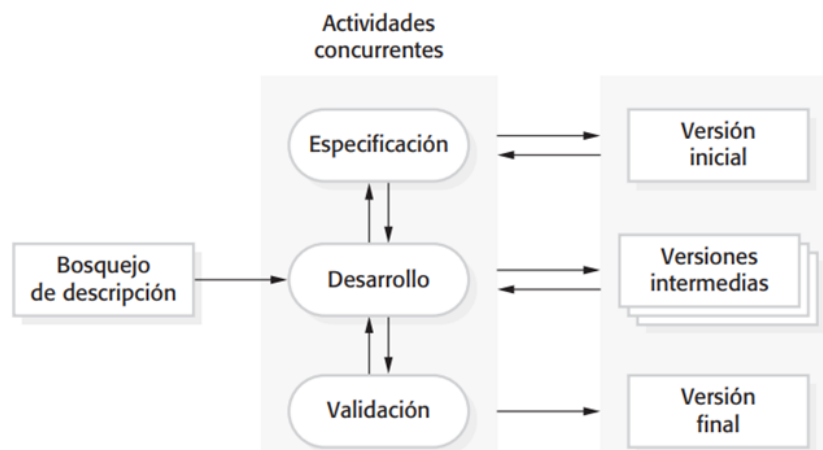 Actividades
concurrentes
Especificación
Versión
inicial
Bosquejo
de descripción
Desarrollo
Versiones
intermedias
Validación
Versión
final